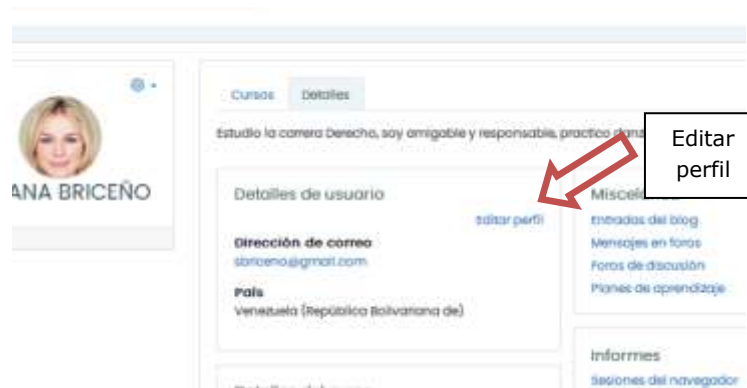 Cursos Detalles
Estudio la carrera Derecho, soy amigable y responsable, practico
Editar
perfil
ANA BRICEÑO
Detalles de usuario
Editar perfil
Dirección de correo
sbriceno@gmail.com
País
Venezuela (República Bolivariana de)
Entradas del blog
Mensajes en foros
Foros de discusión
Planes de aprendizaje
Informes
Sesiones del navegador